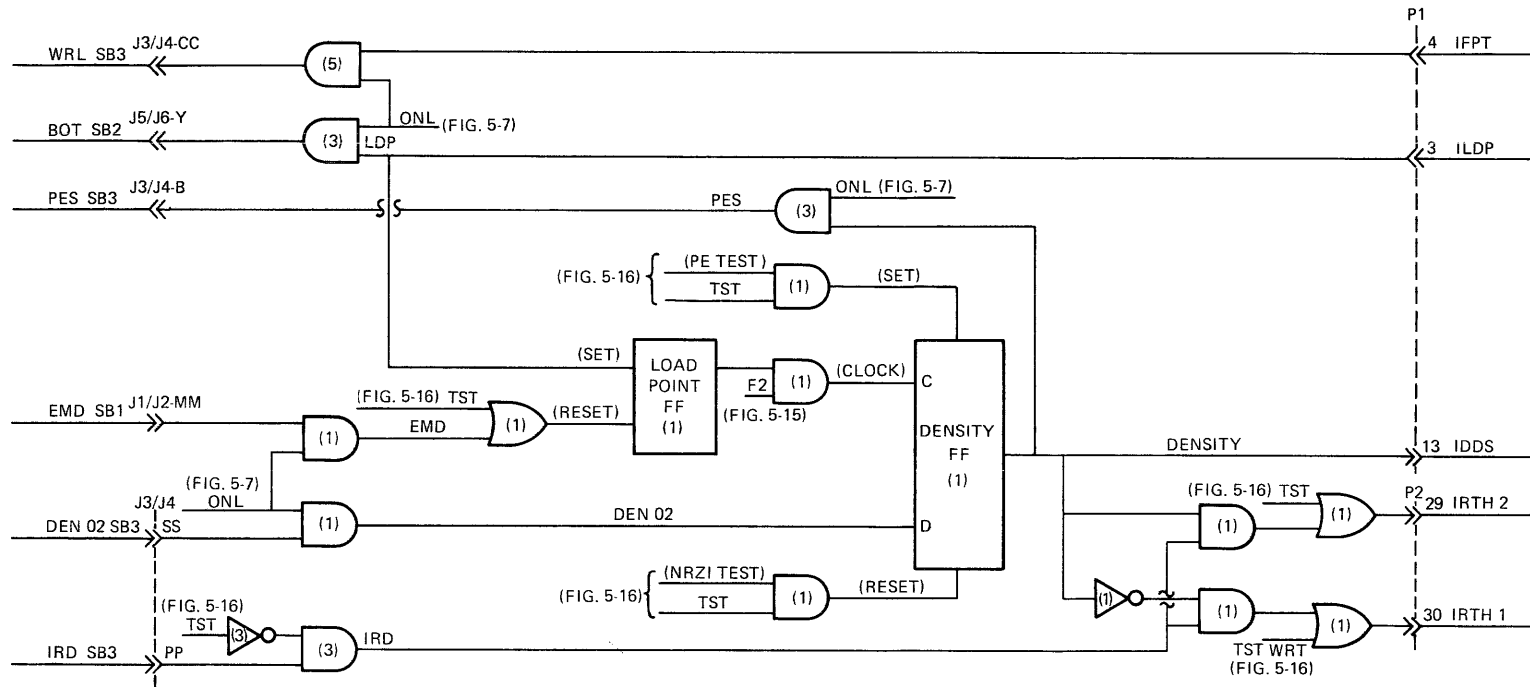 P1
WRL SB3
J3/J4-CC
(5)
4 IFPT
BOT SB2
J5/J6-Y
(3)
ONL (FIG. 5-7)
LDP
3 ILDP
PES SB3
J3/J4-B
PES
(3)
ONL (FIG. 5-7)
(FIG. 5-16)
(PE TEST)
TST
(1)
(SET)
(SET)
LOAD
POINT
FF
(1)
F2
(FIG. 5-15)
(1)
(CLOCK)
C
DENSITY
FF
(1)
D
EMD SB1
J1/J2-MM
(1)
EMD
(FIG. 5-16) TST
(1)
(RESET)
DENSITY
13 IDDS
(FIG. 5-7)
ONL
J3/J4
DEN 02 SB3
SS
(1)
DEN 02
(FIG. 5-16) TST
(1)
(1)
P2
29 IRTH 2
(FIG. 5-16)
(NRZI TEST)
TST
(1)
(RESET)
(1)
(1)
(1)
30 IRTH 1
TST WRT
(FIG. 5-16)
(FIG. 5-16)
TST
(3)
IRD SB3
PP
(3)
IRD